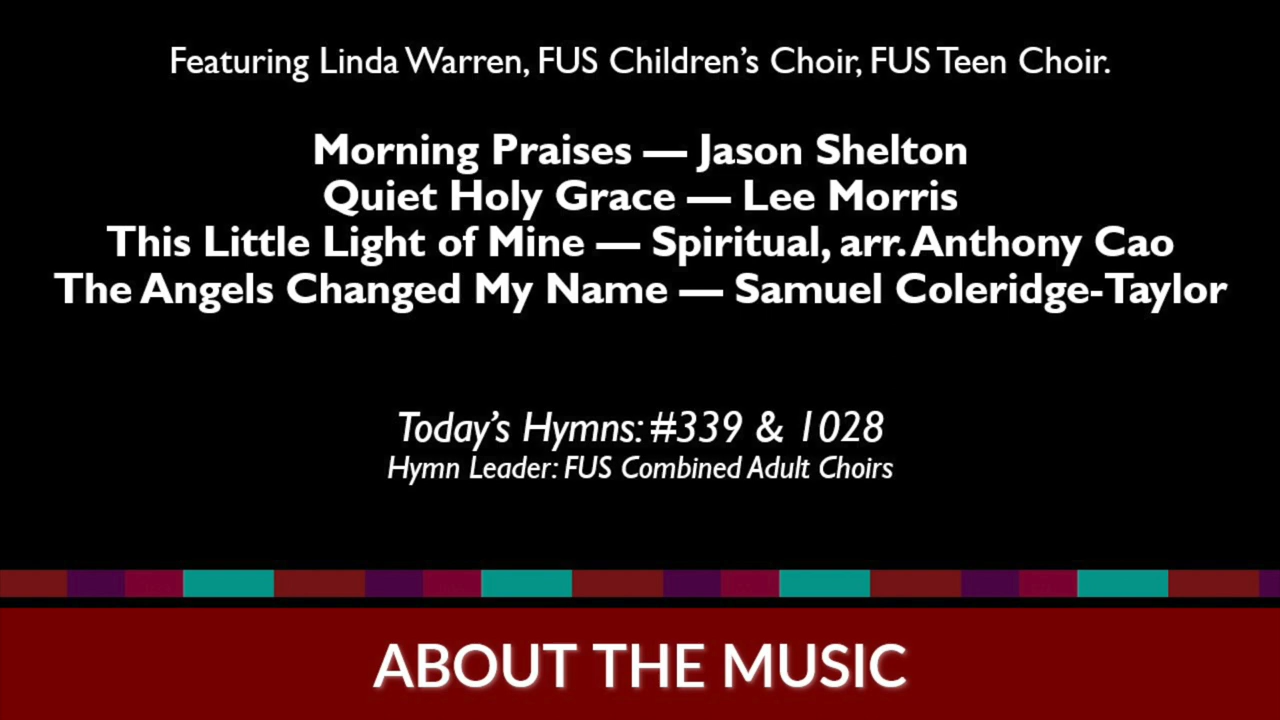 Featuring Linda Warren, FUS Children’s Choir, FUS Teen Choir.
Morning Praises — Jason Shelton
Quiet Holy Grace — Lee Morris
This Little Light of Mine — Spiritual, arr. Anthony Cao
The Angels Changed My Name — Samuel Coleridge-Taylor
Today’s Hymns: #339 & 1028
Hymn Leader: FUS Combined Adult Choirs
ABOUT THE MUSIC